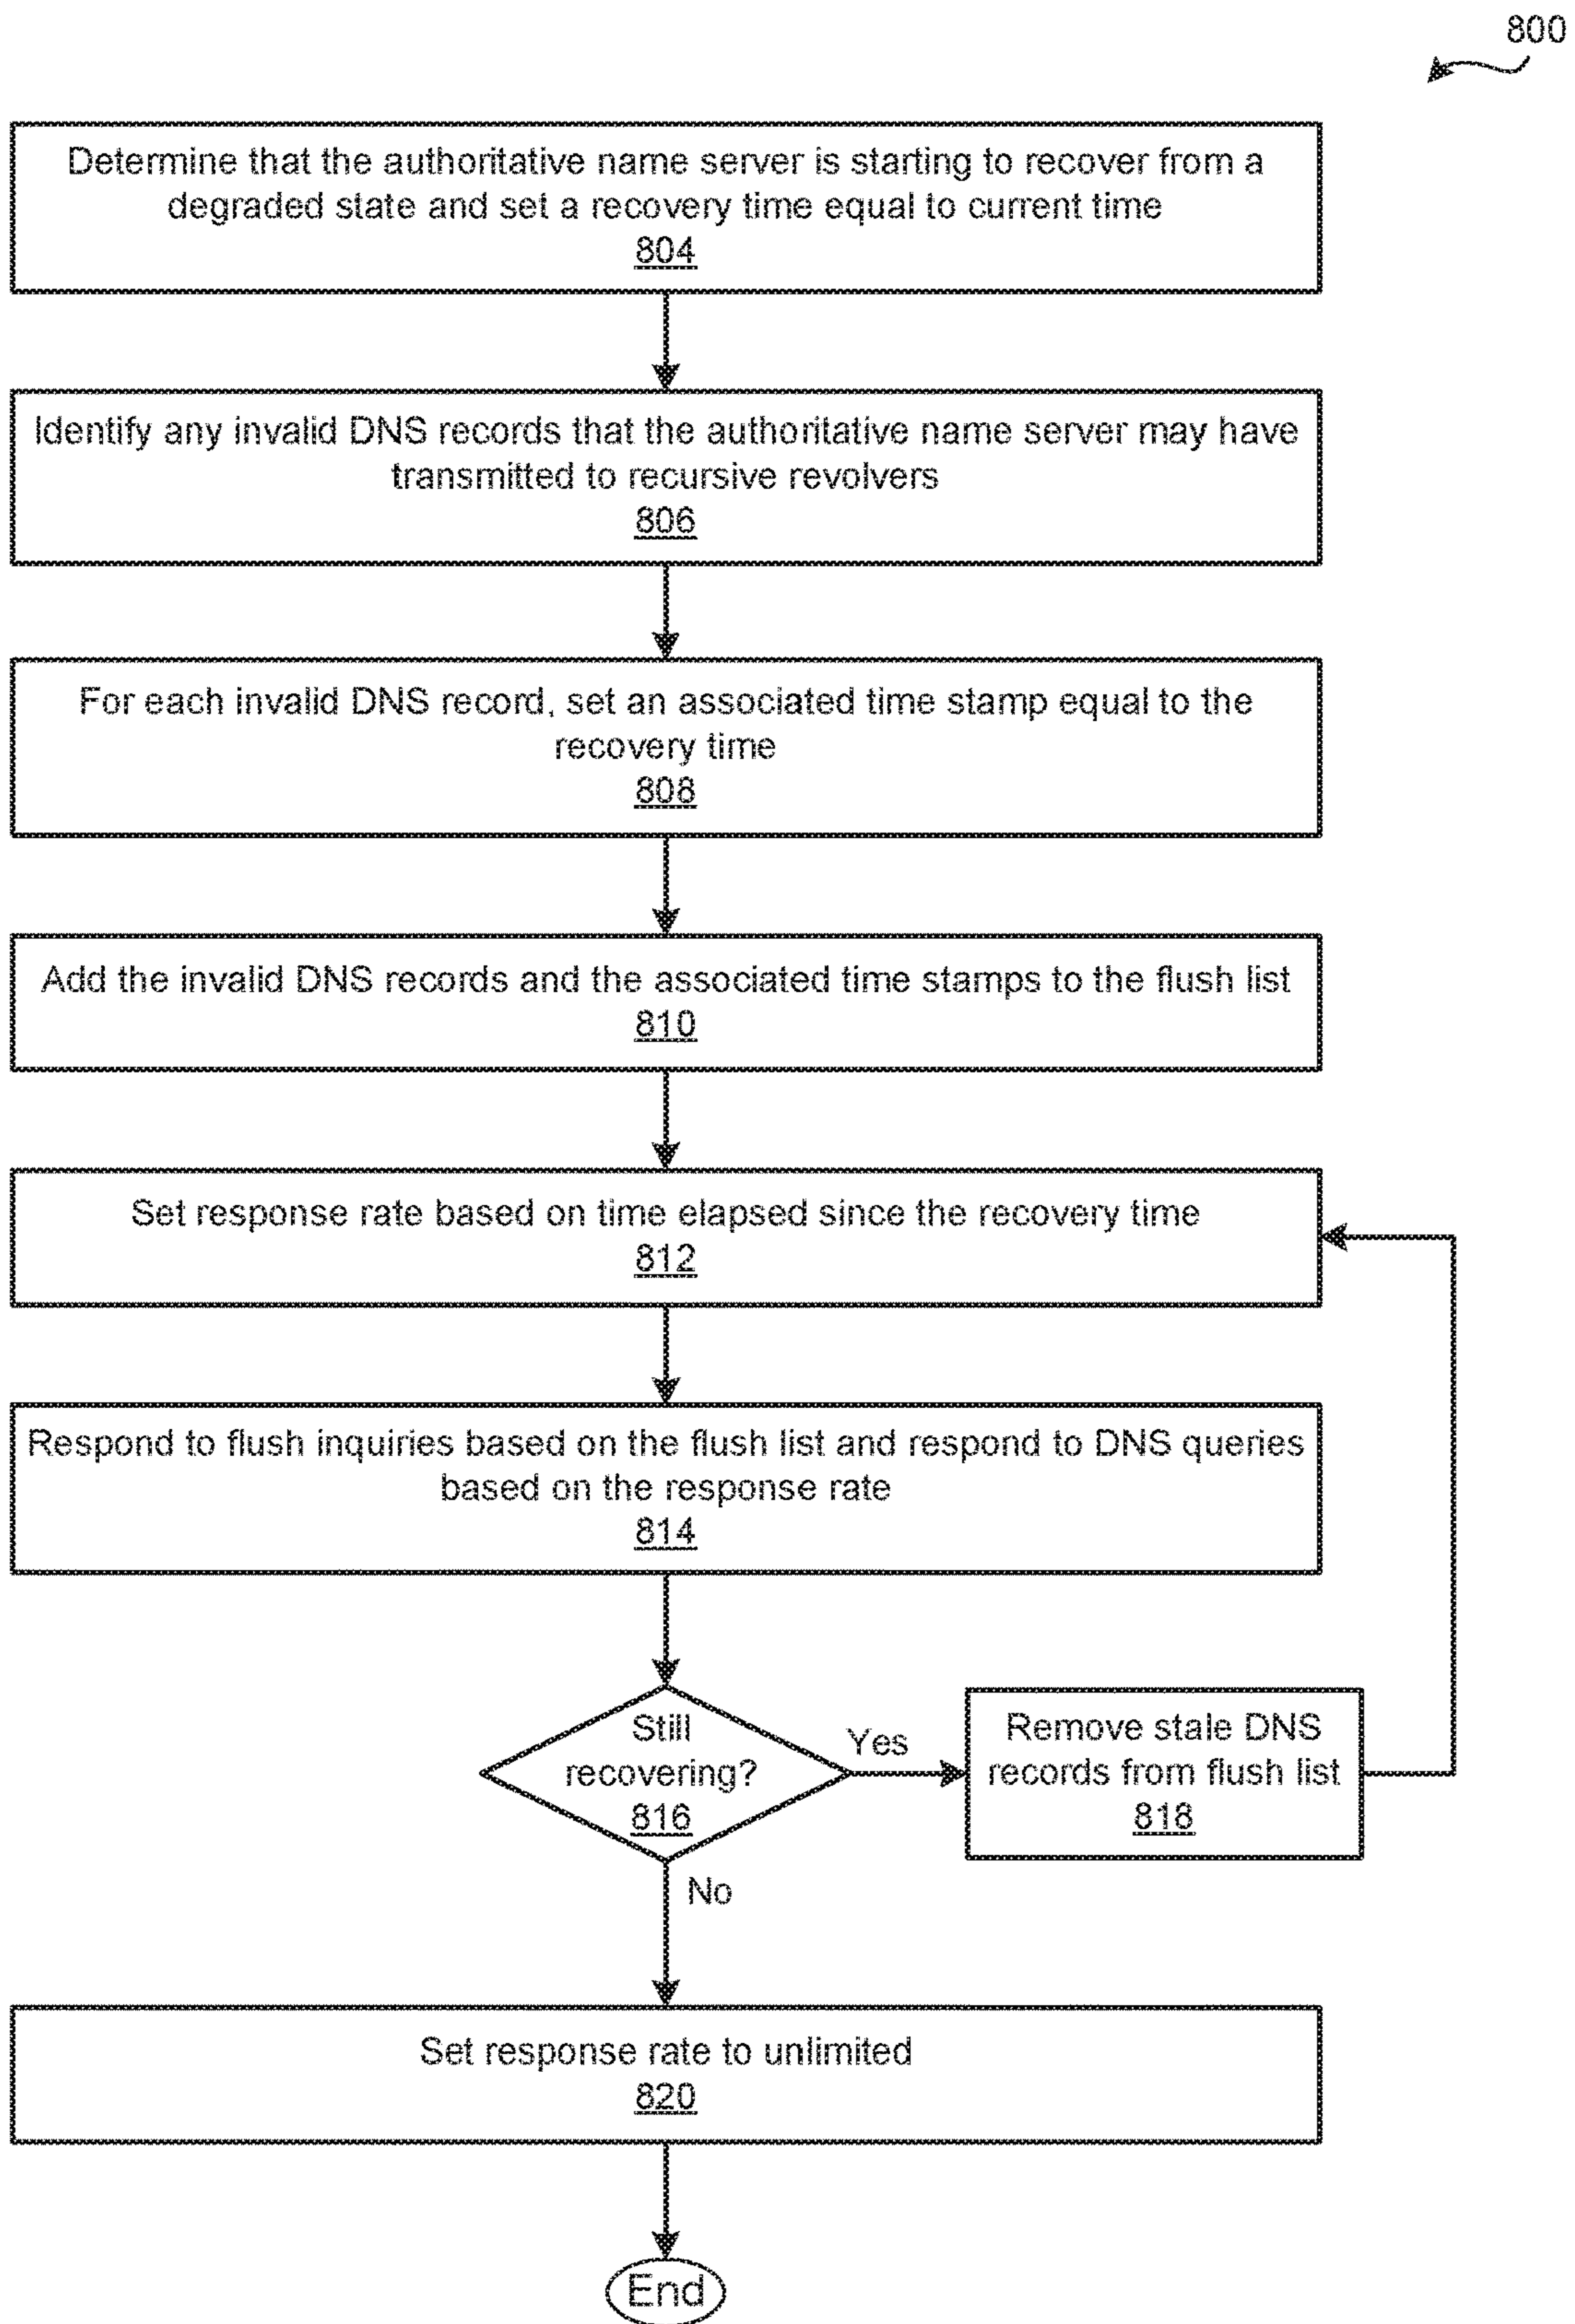 800
Determine that the authoritative name server is starting to recover from a
degraded state and set a recovery time equal to current time
804
Identify any invalid DNS records that the authoritative name server may have
transmitted to recursive revolvers
806
For each invalid DNS record, set an associated time stamp equal to the
recovery time
808
Add the invalid DNS records and the associated time stamps to the flush list
810
Set response rate based on time elapsed since the recovery time
812
Respond to flush inquiries based on the flush list and respond to DNS queries
based on the response rate
814
Still
recovering?
816
Yes
Remove stale DNS
records from flush list
818
No
Set response rate to unlimited
820
End